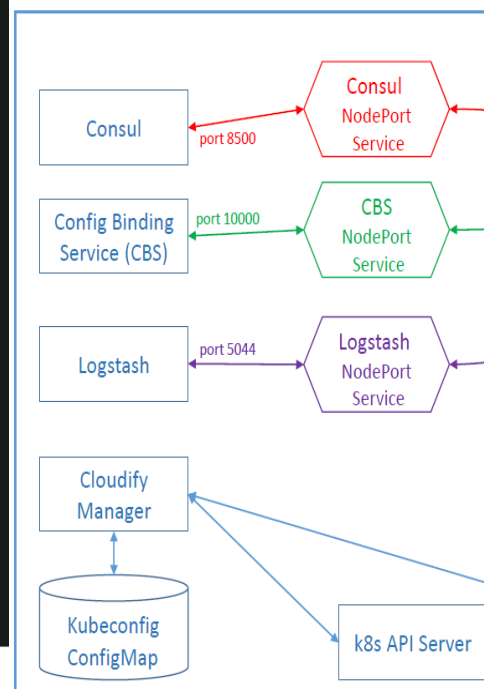 Consul
port 8500
Consul
NodePort
Service
Config Binding
Service (CBS)
port 10000
CBS
NodePort
Service
Logstash
port 5044
Logstash
NodePort
Service
Cloudify
Manager
Kubeconfig
ConfigMap
k8s API Server